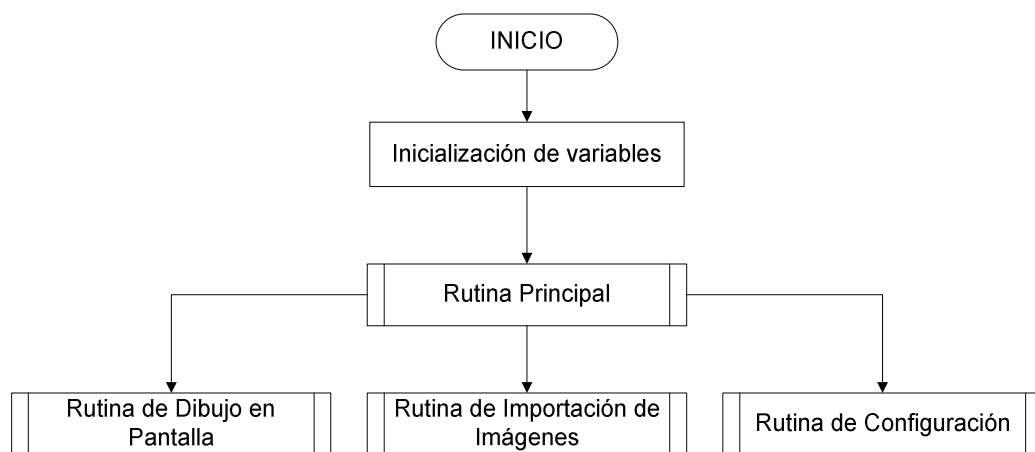 INICIO
Inicialización de variables
Rutina Principal
Rutina de Dibujo en
Pantalla
Rutina de Importación de
Imágenes
Rutina de Configuración